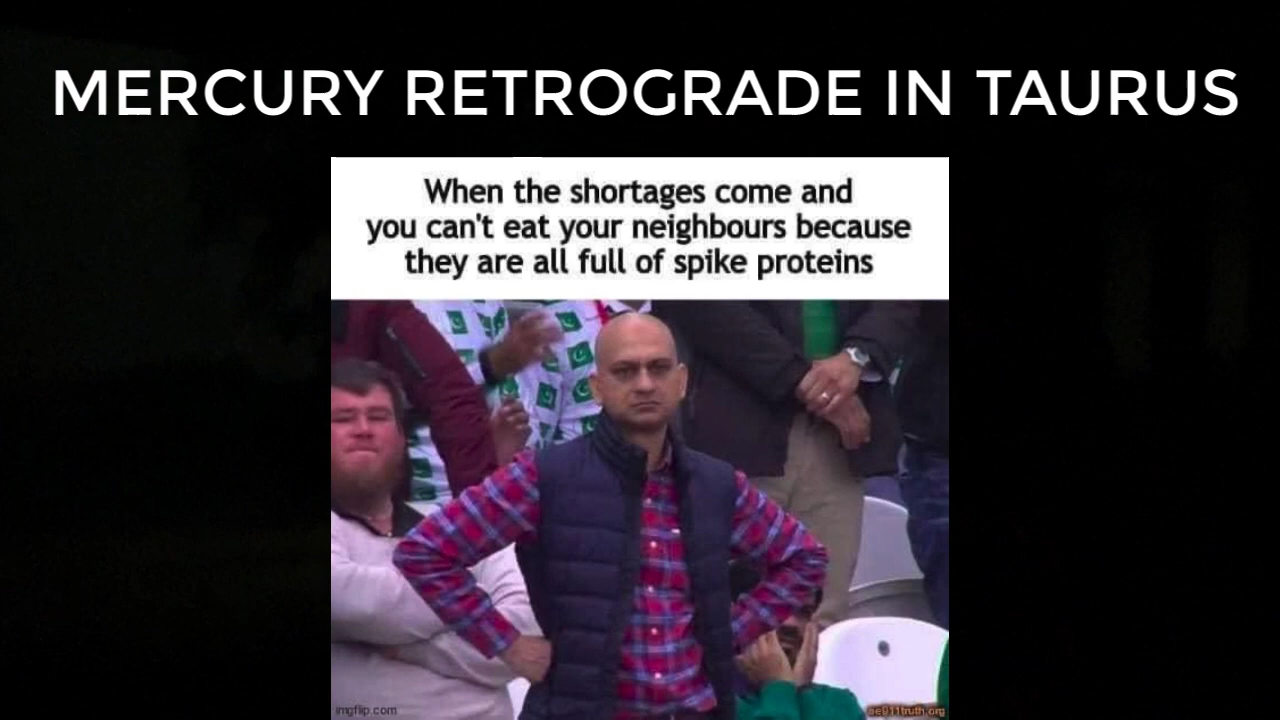 MERCURY RETROGRADE IN TAURUS
When the shortages come and
you can't eat your neighbours because
they are all full of spike proteins
imgflip.com
ae911truth.org